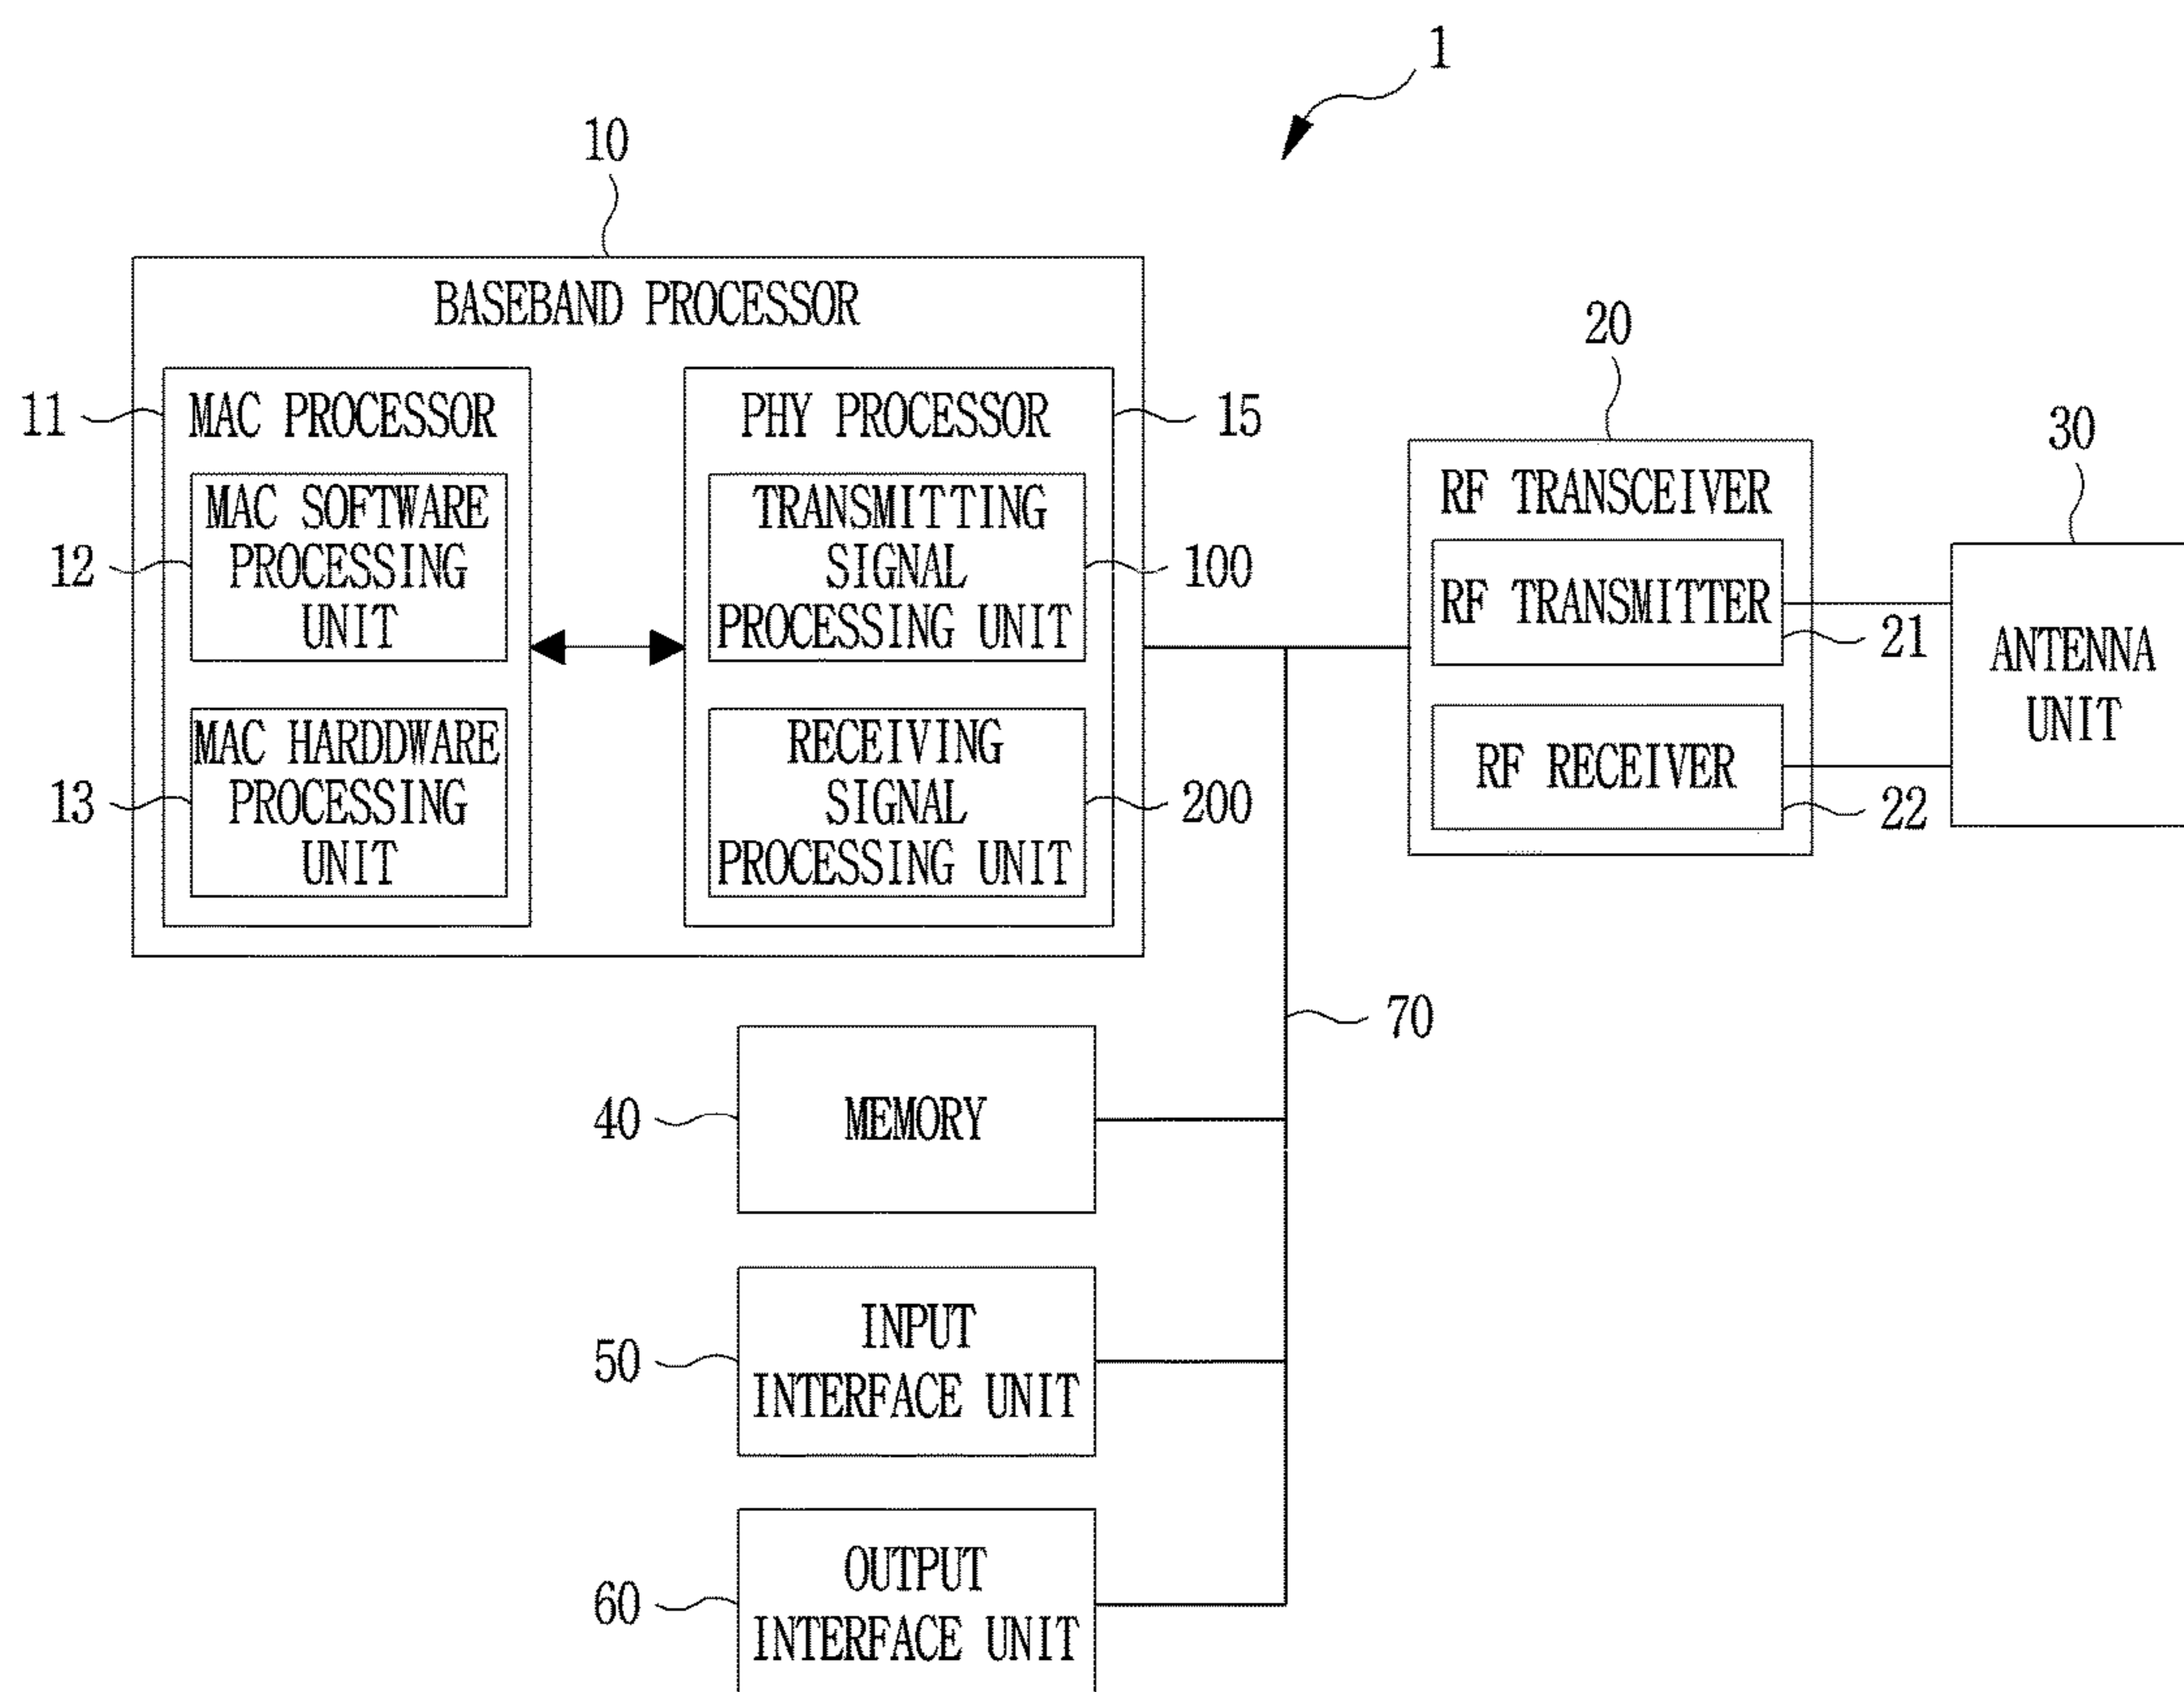 1
10
BASEBAND PROCESSOR
11
MAC PROCESSOR
12
MAC SOFTWARE
PROCESSING
UNIT
13
MAC HARDDWARE
PROCESSING
UNIT
PHY PROCESSOR
15
TRANSMITTING
SIGNAL
PROCESSING UNIT
100
RECEIVING
SIGNAL
PROCESSING UNIT
200
20
RF TRANSCEIVER
RF TRANSMITTER
21
RF RECEIVER
22
30
ANTENNA
UNIT
70
40
MEMORY
50
INPUT
INTERFACE UNIT
60
OUTPUT
INTERFACE UNIT